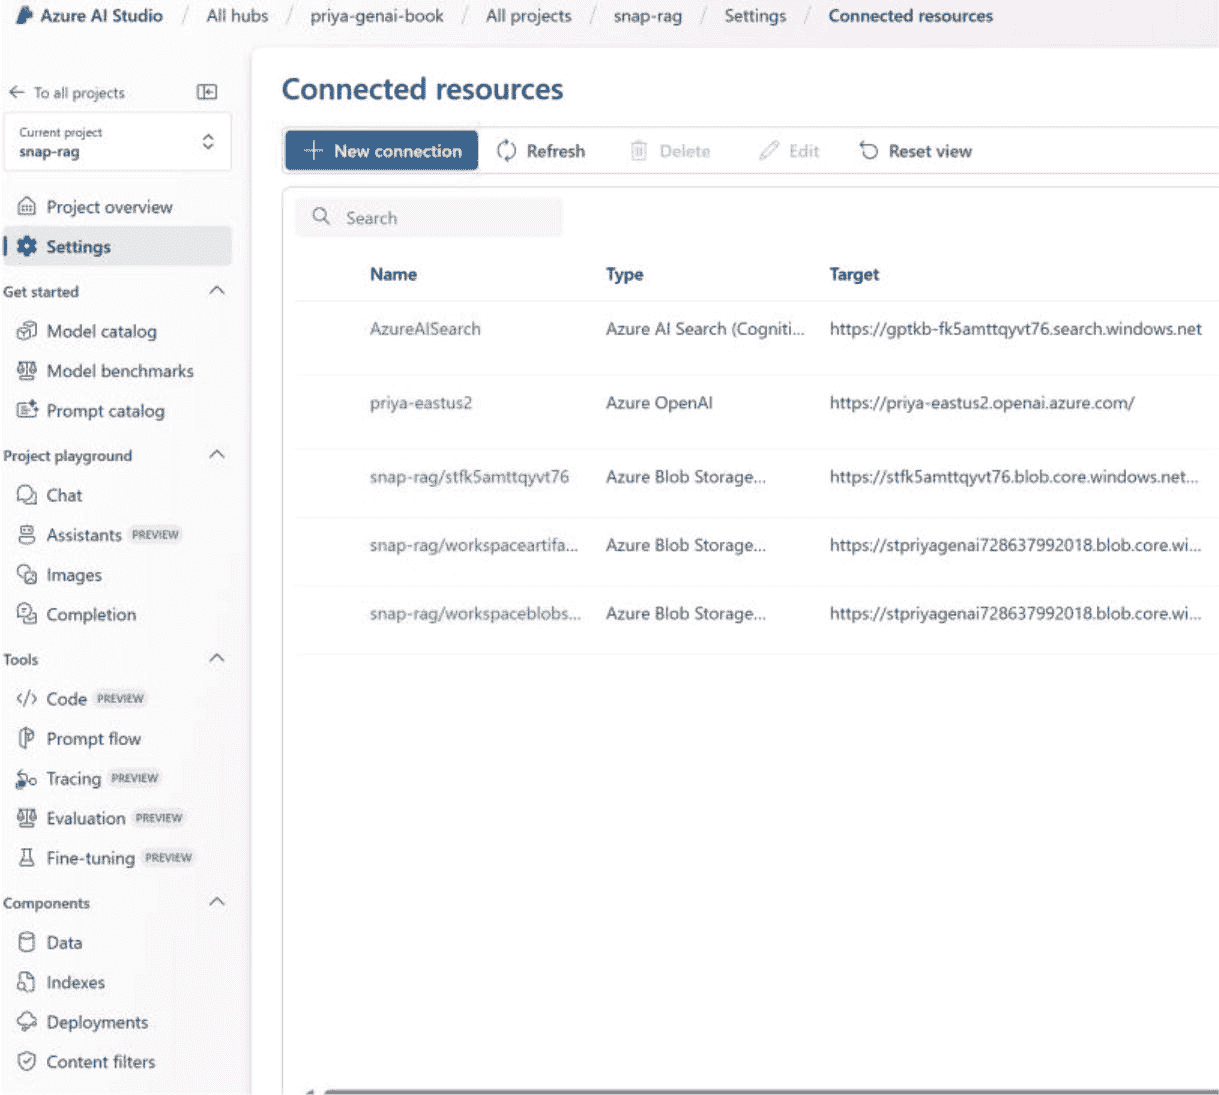 Azure AI Studio / All hubs / priya-genai-book / All projects / snap-rag / Settings / Connected resources
To all projects
Current project
snap-rag
Project overview
Settings
Get started
Model catalog
Model benchmarks
Prompt catalog
Project playground
Chat
Assistants PREVIEW
Images
Completion
Tools
Code PREVIEW
Prompt flow
Tracing PREVIEW
Evaluation PREVIEW
Fine-tuning PREVIEW
Components
Data
Indexes
Deployments
Content filters
Connected resources
New connection Refresh Delete Edit Reset view
Search
Name Type Target
AzureAISearch Azure AI Search (Cogniti... https://gptkb-fk5amttqyvt76.search.windows.net
priya-eastus2 Azure OpenAI https://priya-eastus2.openai.azure.com/
snap-rag/stfk5amttqyvt76 Azure Blob Storage... https://stfk5amttqyvt76.blob.core.windows.net...
snap-rag/workspaceartifa... Azure Blob Storage... https://stpriyagenai728637992018.blob.core.wi...
snap-rag/workspaceblobs... Azure Blob Storage... https://stpriyagenai728637992018.blob.core.wi...